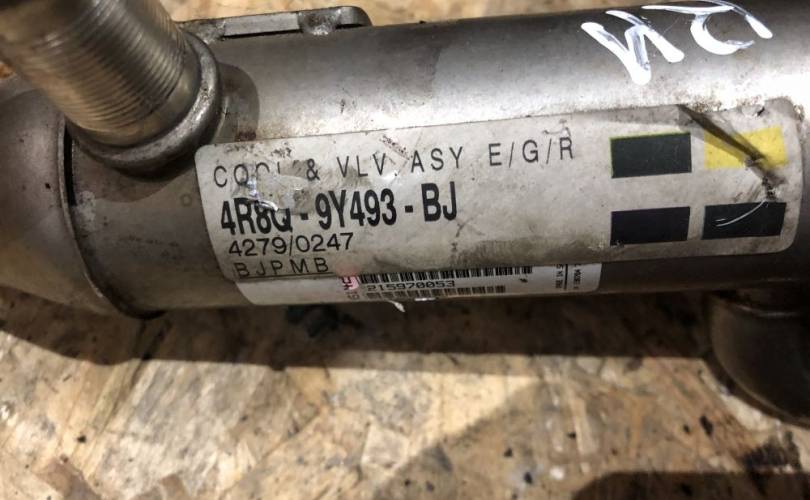 COOL & VLV ASY E/G/R
4R8Q-9Y493-BJ
4279/0247
BJPMB
215970053